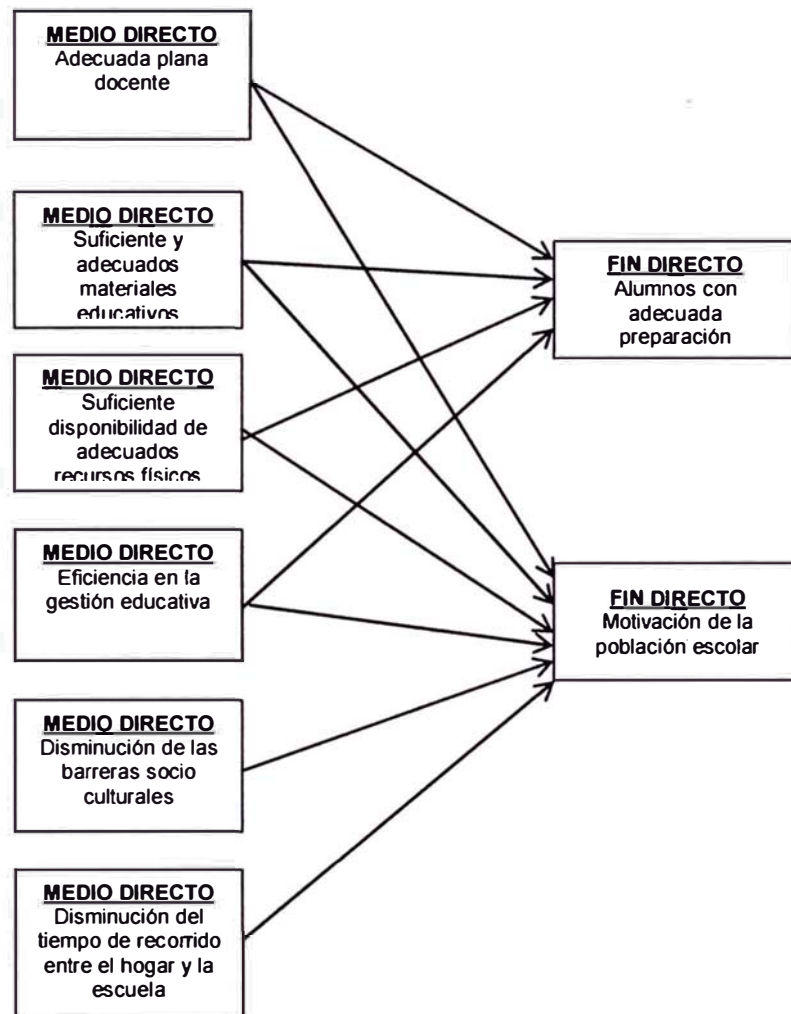 MEDIO DIRECTO
Adecuada plana
docente
MEDIO DIRECTO
Suficiente y
adecuados
materiales
educativos
MEDIO DIRECTO
Suficiente
disponibilidad de
adecuados
recursos físicos
MEDIO DIRECTO
Eficiencia en la
gestión educativa
MEDIO DIRECTO
Disminución de las
barreras socio
culturales
MEDIO DIRECTO
Disminución del
tiempo de recorrido
entre el hogar y la
escuela
FIN DIRECTO
Alumnos con
adecuada
preparación
FIN DIRECTO
Motivación de la
población escolar